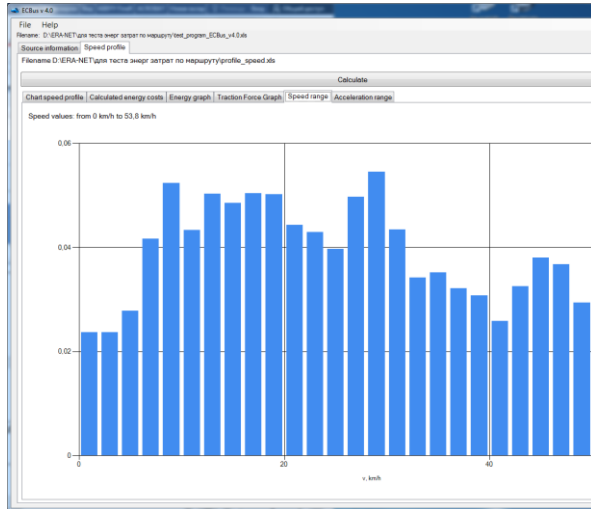 ECBus v 4.0
File Help
Filename: D:\ERA-NET\для теста энерг затрат по маршруту\test_program_ECBus_v4.0.xls
Source information Speed profile
Filename D:\ERA-NET\для теста энерг затрат по маршруту\profile_speed.xls
Calculate
Chart speed profile Calculated energy costs Energy graph Traction Force Graph Speed range Acceleration range
Speed values: from 0 km/h to 53,8 km/h
0.06
0.04
0.02
0
0 20 40
v, km/h